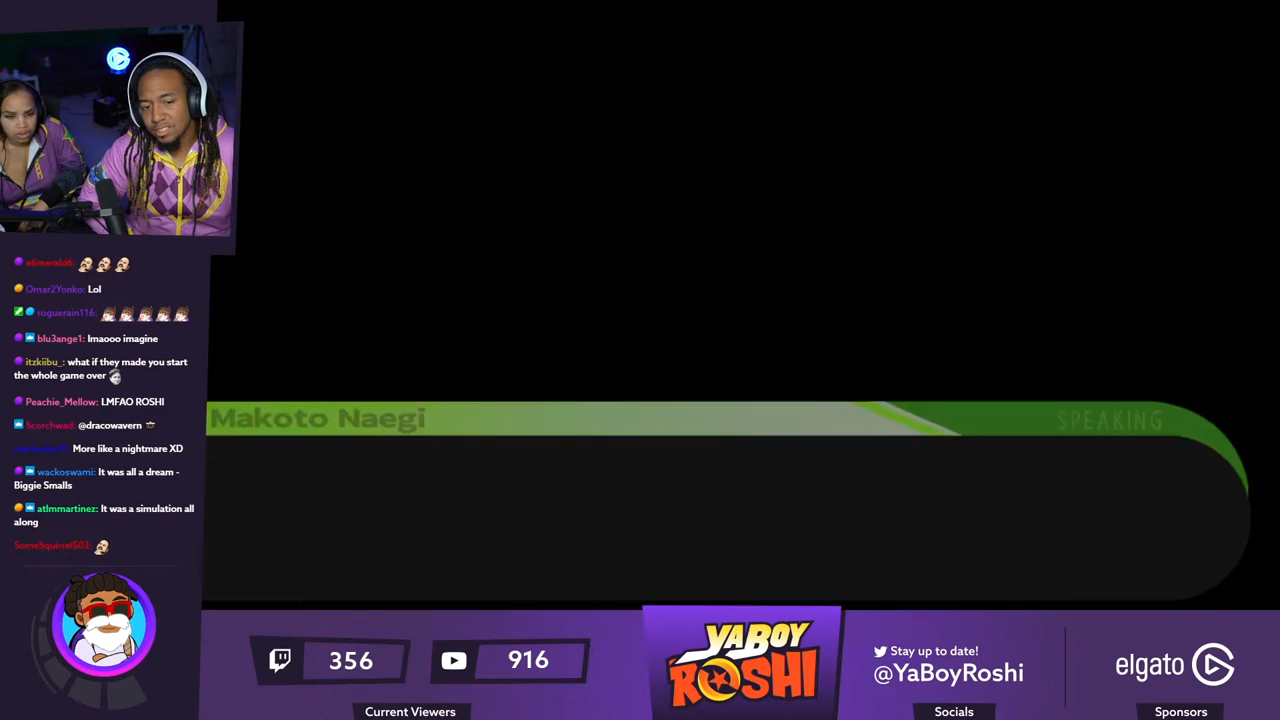 e6merald6:
Omar2Yonko: Lol
roguerain116:
blu3ange1: lmaooo imagine
itzkiibu_: what if they made you start
the whole game over
Peachie_Mellow: LMFAO ROSHI
Scorchwad: @dracowavern
More like a nightmare XD
wackoswami: It was all a dream -
Biggie Smalls
atlmmartinez: It was a simulation all
along
SomeSquirrel503:
Makoto Naegi
SPEAKING
356
916
Current Viewers
YABOY
ROSHI
Stay up to date!
@YaBoyRoshi
Socials
elgato
Sponsors